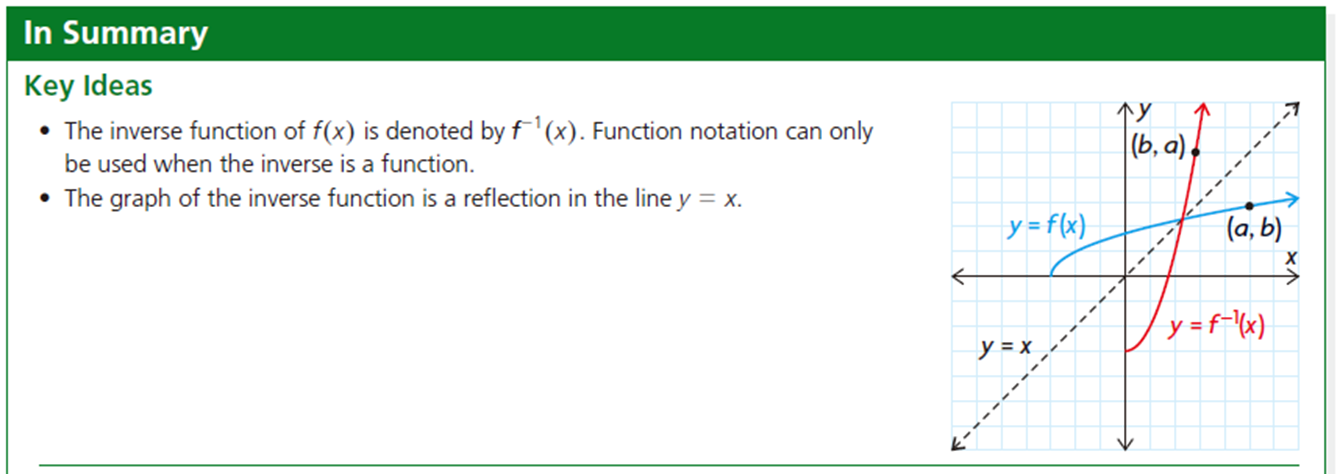 In Summary
Key Ideas
• The inverse function of f(x) is denoted by f⁻¹(x). Function notation can only
be used when the inverse is a function.
• The graph of the inverse function is a reflection in the line y = x.
y
(b, a)
y = f(x)
(a, b)
x
y = f⁻¹(x)
y = x